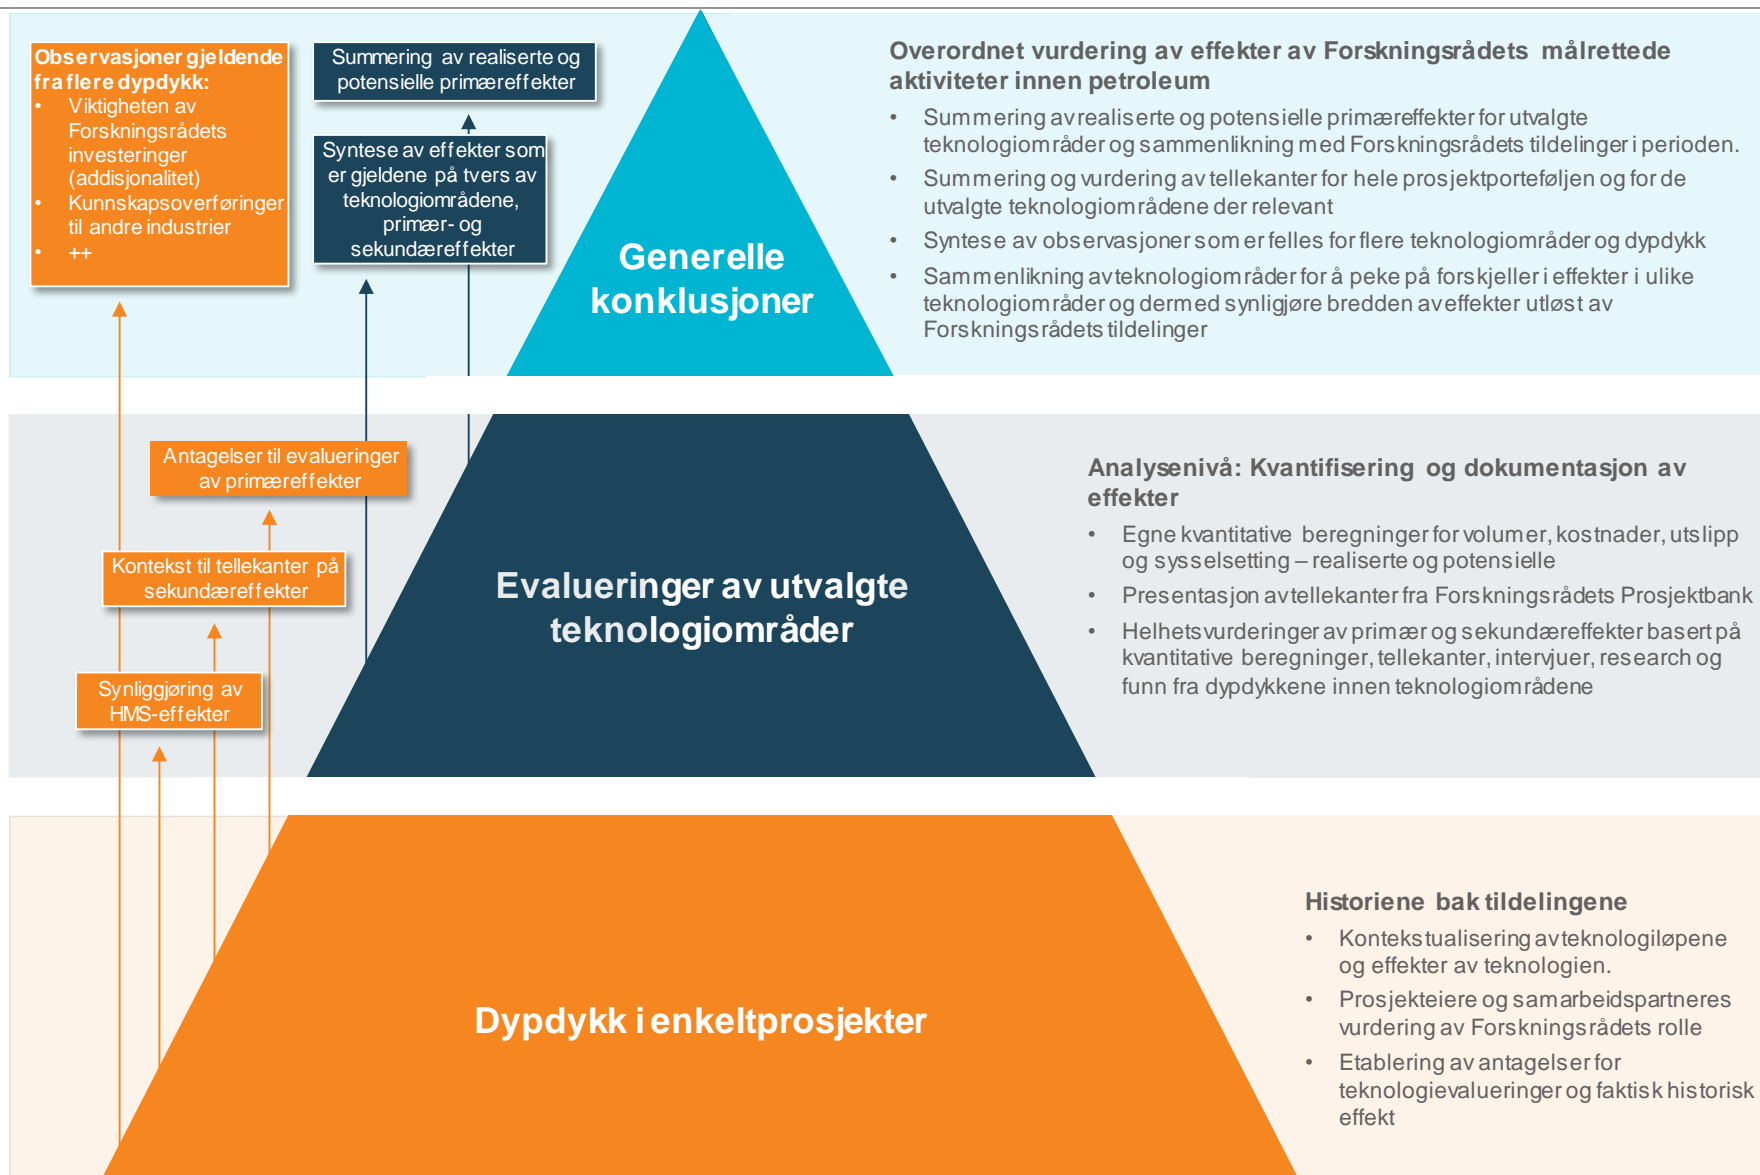 Observasjoner gjeldende
fra flere dypdykk:
• Viktigheten av
Forskningsrådets
investeringer
(addisjonalitet)
• Kunnskapsoverføringer
til andre industrier
• ++
Summering av realiserte og
potensielle primæreffekter
Syntese av effekter som
er gjeldene på tvers av
teknologiområdene,
primær- og
sekundæreffekter
Generelle
konklusjoner
Overordnet vurdering av effekter av Forskningsrådets målrettede
aktiviteter innen petroleum
• Summering av realiserte og potensielle primæreffekter for utvalgte
teknologiområder og sammenlikning med Forskningsrådets tildelinger i perioden.
• Summering og vurdering av tellekanter for hele prosjektporteføljen og for de
utvalgte teknologiområdene der relevant
• Syntese av observasjoner som er felles for flere teknologiområder og dypdykk
• Sammenlikning av teknologiområder for å peke på forskjeller i effekter i ulike
teknologiområder og dermed synligjøre bredden av effekter utløst av
Forskningsrådets tildelinger
Antagelser til evalueringer
av primæreffekter
Kontekst til tellekanter på
sekundæreffekter
Synliggjøring av
HMS-effekter
Evalueringer av utvalgte
teknologiområder
Analysenivå: Kvantifisering og dokumentasjon av
effekter
• Egne kvantitative beregninger for volumer, kostnader, utslipp
og sysselsetting – realiserte og potensielle
• Presentasjon av tellekanter fra Forskningsrådets Prosjektbank
• Helhetsvurderinger av primær og sekundæreffekter basert på
kvantitative beregninger, tellekanter, intervjuer, research og
funn fra dypdykkene innen teknologiområdene
Dypdykk i enkeltprosjekter
Historiene bak tildelingene
• Kontekstualisering av teknologiløpene
og effekter av teknologien.
• Prosjekteiere og samarbeidspartneres
vurdering av Forskningsrådets rolle
• Etablering av antagelser for
teknologievalueringer og faktisk historisk
effekt